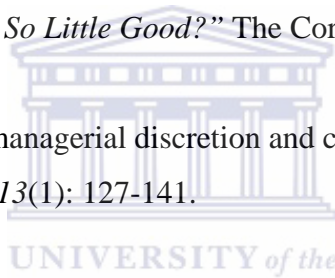 So Little Good?” The Con
managerial discretion and c
13(1): 127-141.
UNIVERSITY of the